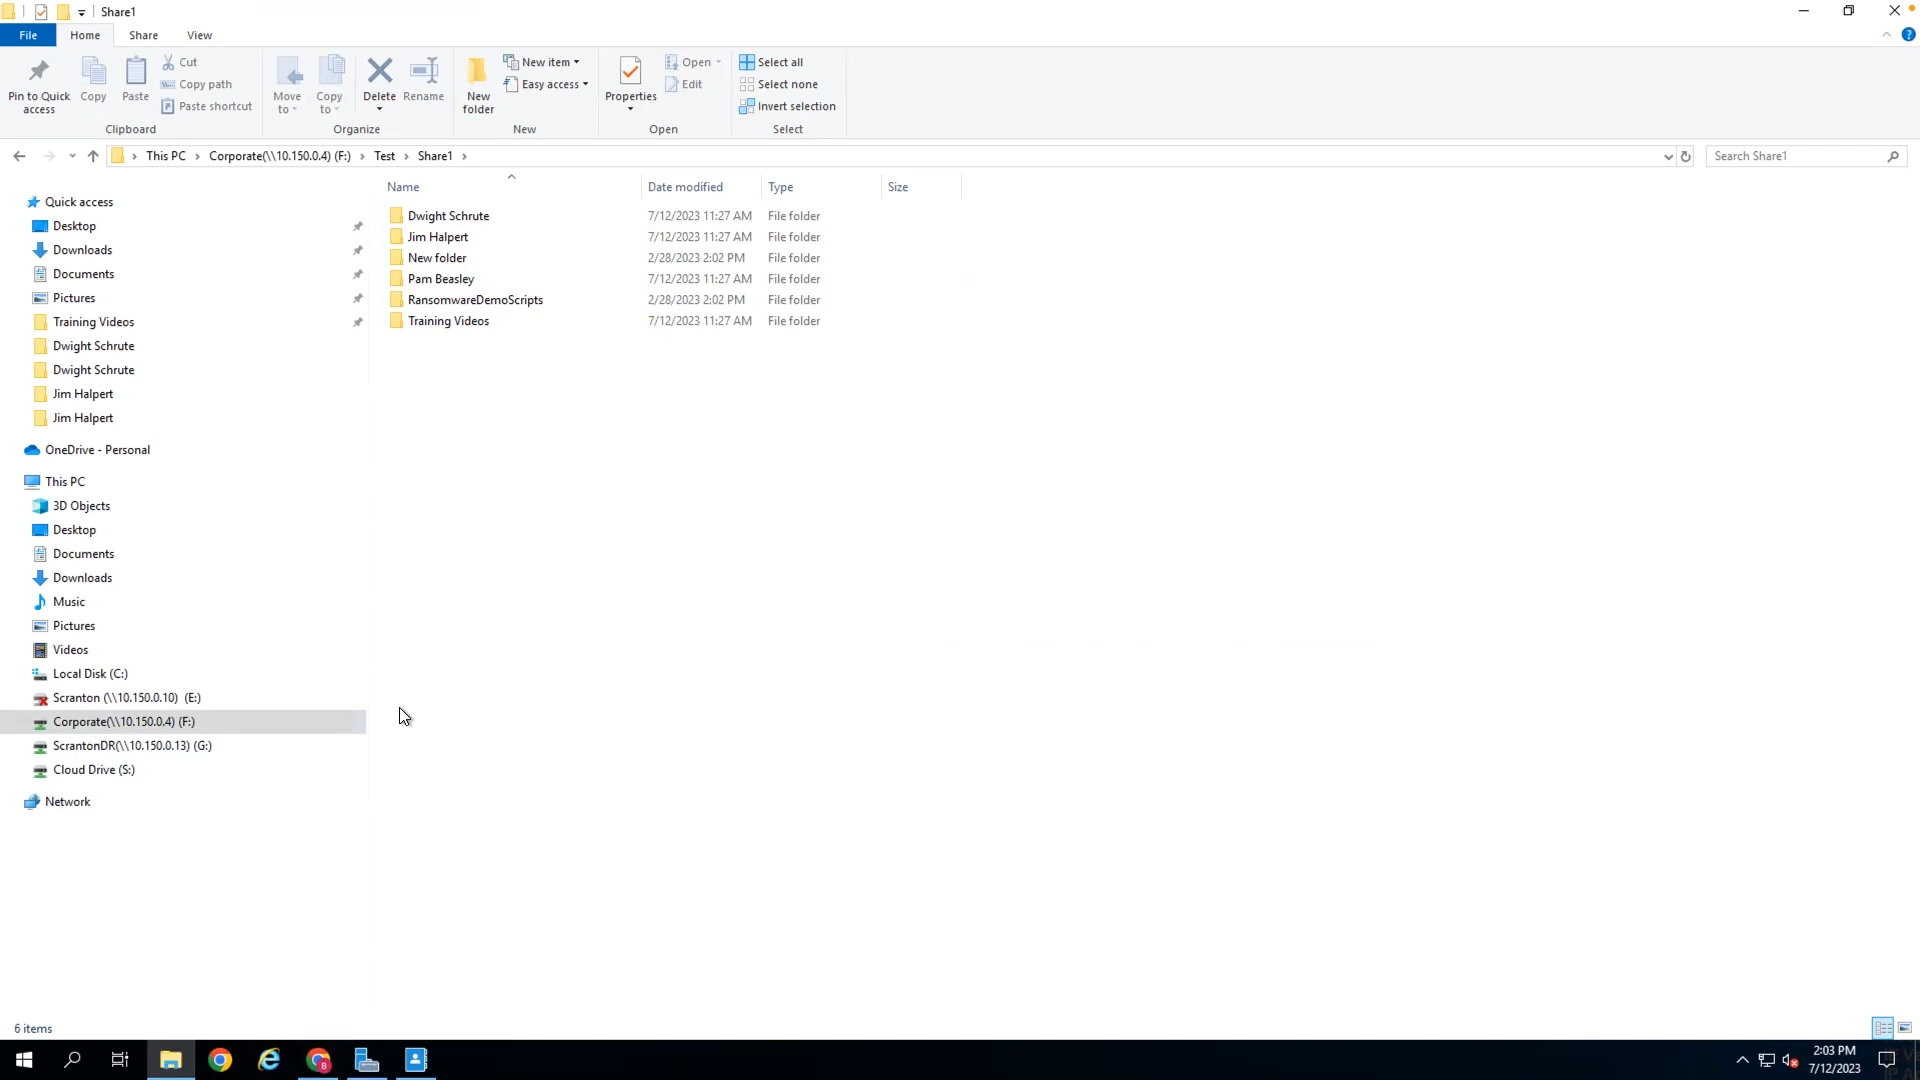 Share1
File Home Share View
Pin to Quick access
Copy
Paste
Cut
Copy path
Paste shortcut
Clipboard
Move to
Copy to
Delete
Rename
Organize
New folder
New item
Easy access
New
Properties
Open
Edit
Open
Select all
Select none
Invert selection
Select
This PC Corporate(\\10.150.0.4) (F:) Test Share1
Search Share1
Quick access
Desktop
Downloads
Documents
Pictures
Training Videos
Dwight Schrute
Dwight Schrute
Jim Halpert
Jim Halpert
OneDrive - Personal
This PC
3D Objects
Desktop
Documents
Downloads
Music
Pictures
Videos
Local Disk (C:)
Scranton (\\10.150.0.10) (E:)
Corporate(\\10.150.0.4) (F:)
ScrantonDR(\\10.150.0.13) (G:)
Cloud Drive (S:)
Network
Name Date modified Type Size
Dwight Schrute 7/12/2023 11:27 AM File folder
Jim Halpert 7/12/2023 11:27 AM File folder
New folder 2/28/2023 2:02 PM File folder
Pam Beasley 7/12/2023 11:27 AM File folder
RansomwareDemoScripts 2/28/2023 2:02 PM File folder
Training Videos 7/12/2023 11:27 AM File folder
6 items
2:03 PM
7/12/2023